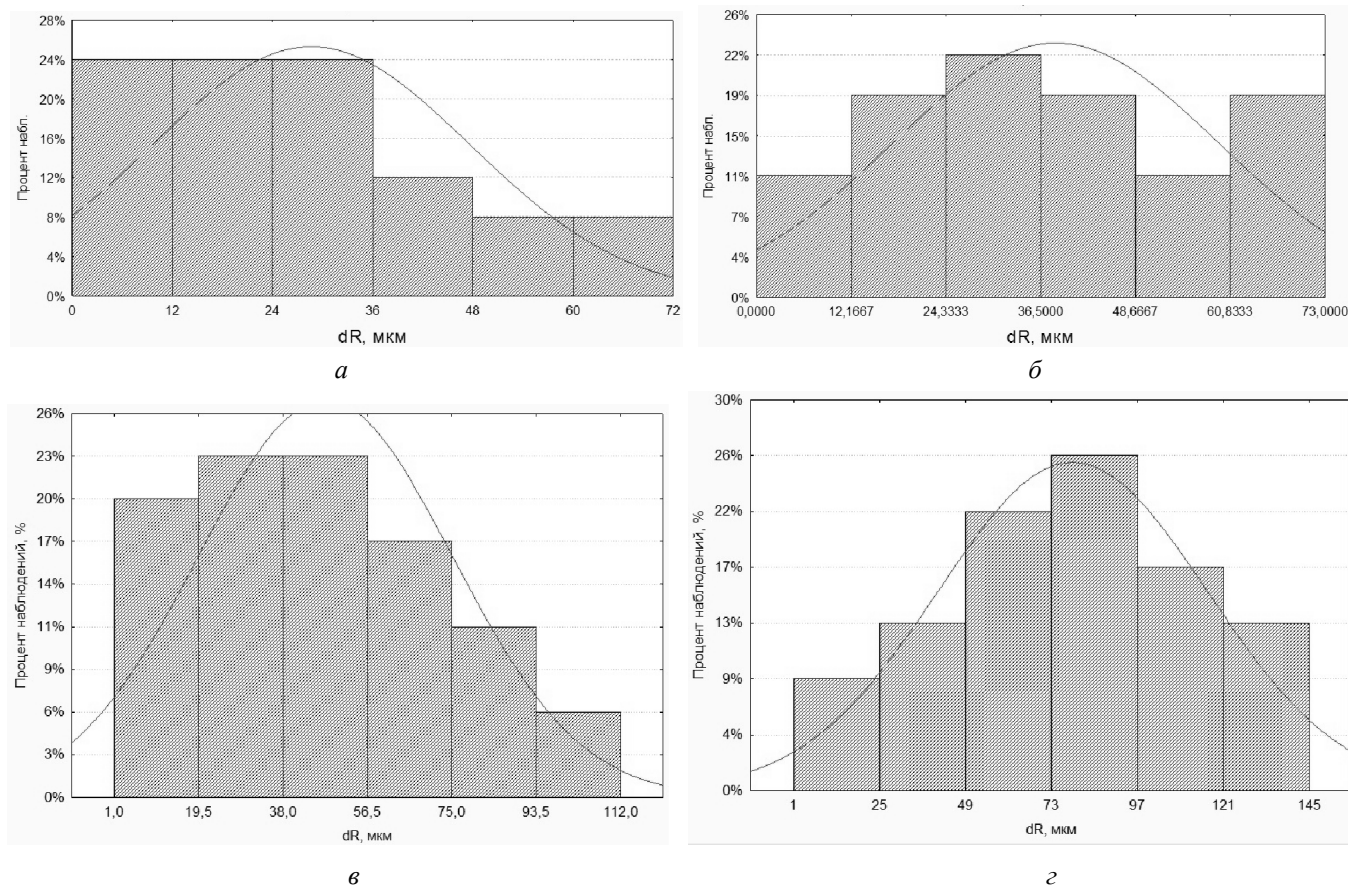 28%
24%
20%
16%
12%
8%
4%
0%
Процент набл.
0 12 24 36 48 60 72
dR, мкм
а
26%
22%
19%
15%
11%
7%
4%
0%
Процент набл.
0,0000 12,1667 24,3333 36,5000 48,6667 60,8333 73,0000
dR, мкм
б
26%
23%
20%
17%
14%
11%
9%
6%
3%
0%
Процент наблюдений, %
1,0 19,5 38,0 56,5 75,0 93,5 112,0
dR, мкм
в
30%
26%
22%
17%
13%
9%
4%
0%
Процент наблюдений, %
1 25 49 73 97 121 145
dR, мкм
г